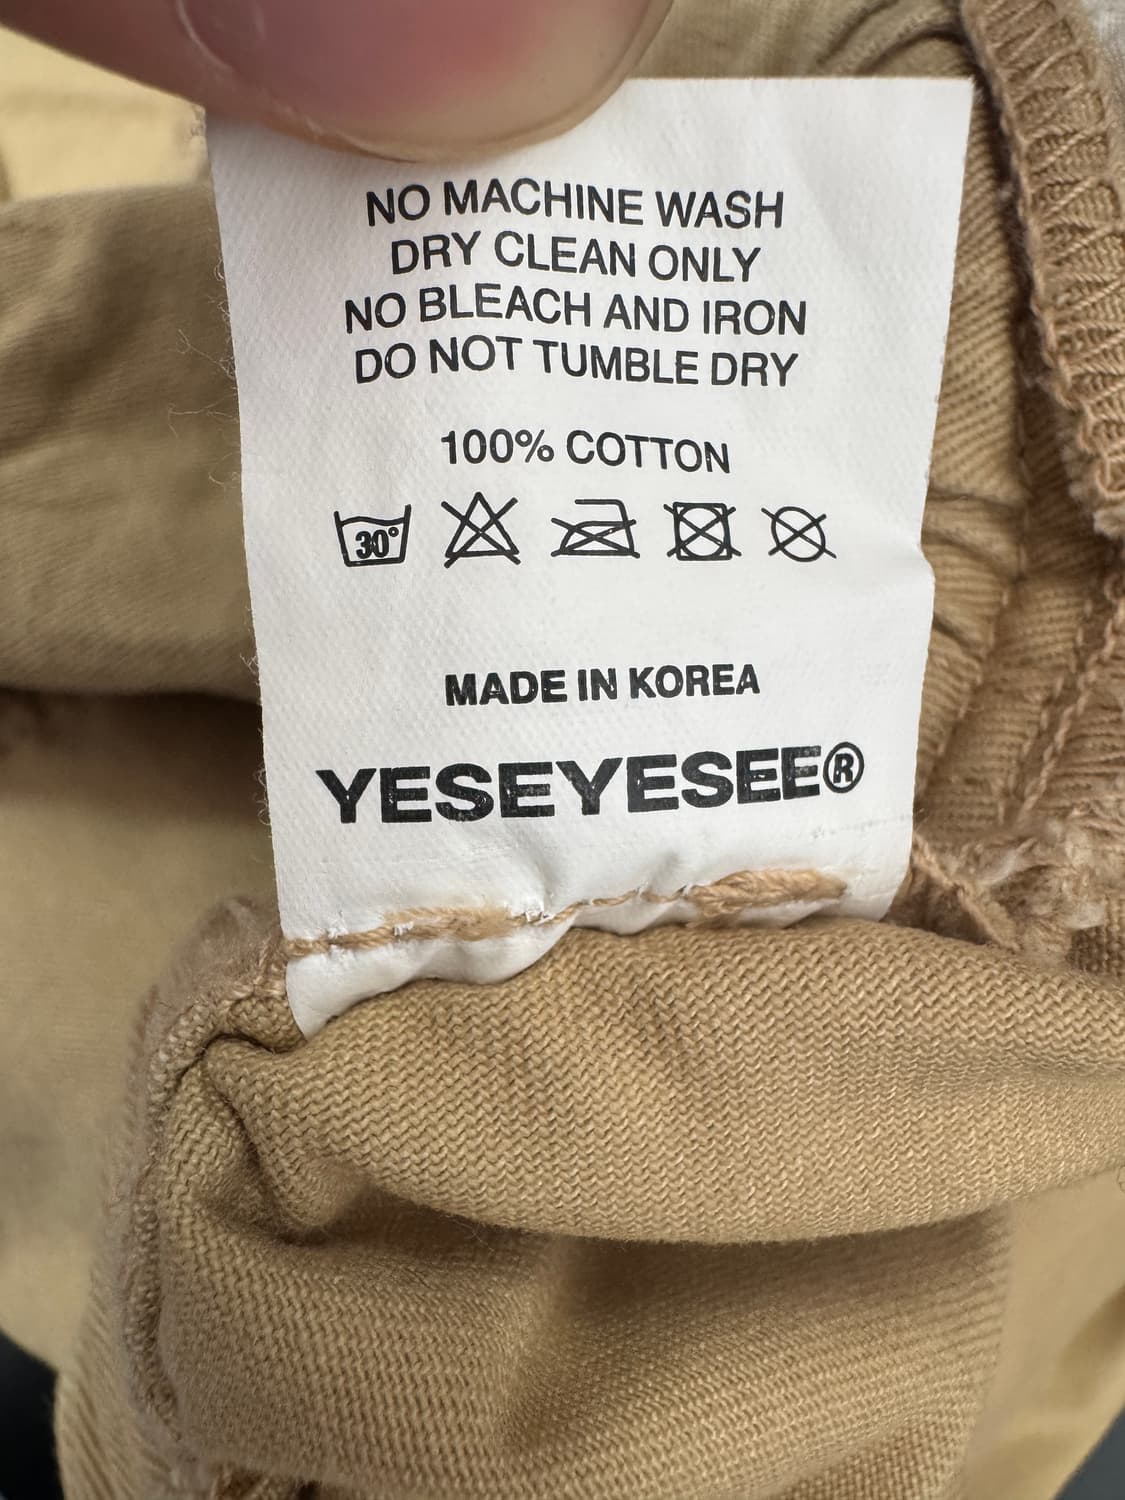 NO MACHINE WASH
DRY CLEAN ONLY
NO BLEACH AND IRON
DO NOT TUMBLE DRY
100% COTTON
30°
MADE IN KOREA
YESEYESEE®